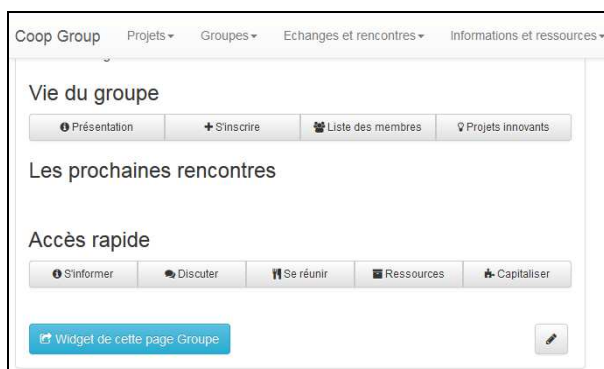 Coop Group Projets Groupes Echanges et rencontres Informations et ressources
Vie du groupe
Présentation S'inscrire Liste des membres Projets innovants
Les prochaines rencontres
Accès rapide
S'informer Discuter Se réunir Ressources Capitaliser
Widget de cette page Groupe